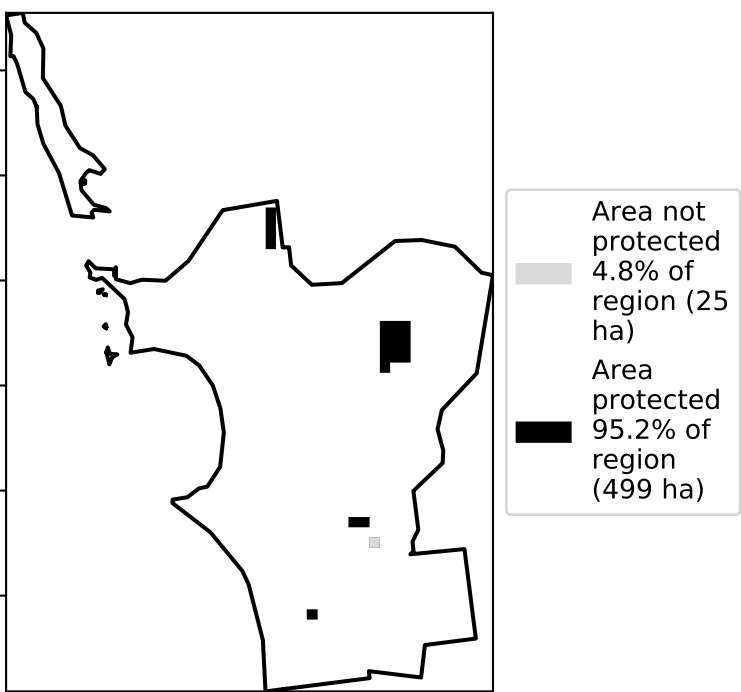 Area not
protected
4.8% of
region (25
ha)
Area
protected
95.2% of
region
(499 ha)